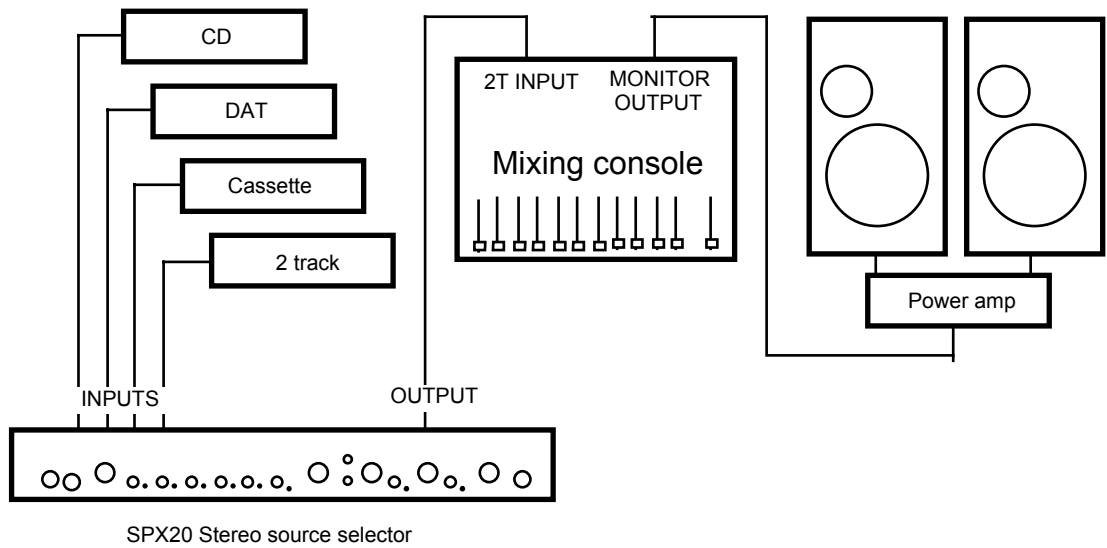 CD
DAT
Cassette
2 track
INPUTS
OUTPUT
2T INPUT
MONITOR
OUTPUT
Mixing console
Power amp
SPX20 Stereo source selector